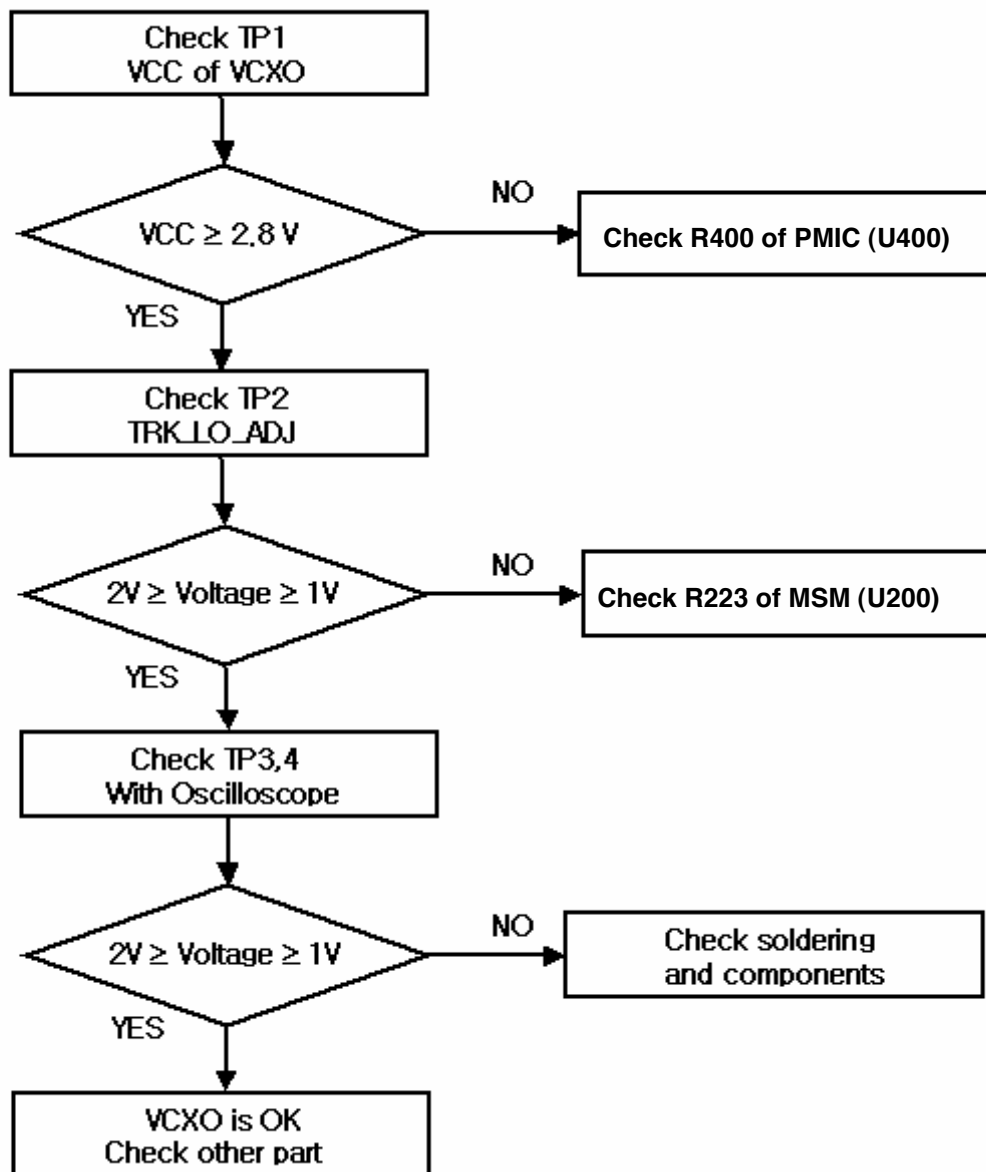 Check TP1
VCC of VCXO
VCC ≥ 2,8 V
NO
Check R400 of PMIC (U400)
YES
Check TP2
TRK_LO_ADJ
2V ≥ Voltage ≥ 1V
NO
Check R223 of MSM (U200)
YES
Check TP3,4
With Oscilloscope
2V ≥ Voltage ≥ 1V
NO
Check soldering
and components
YES
VCXO is OK
Check other part